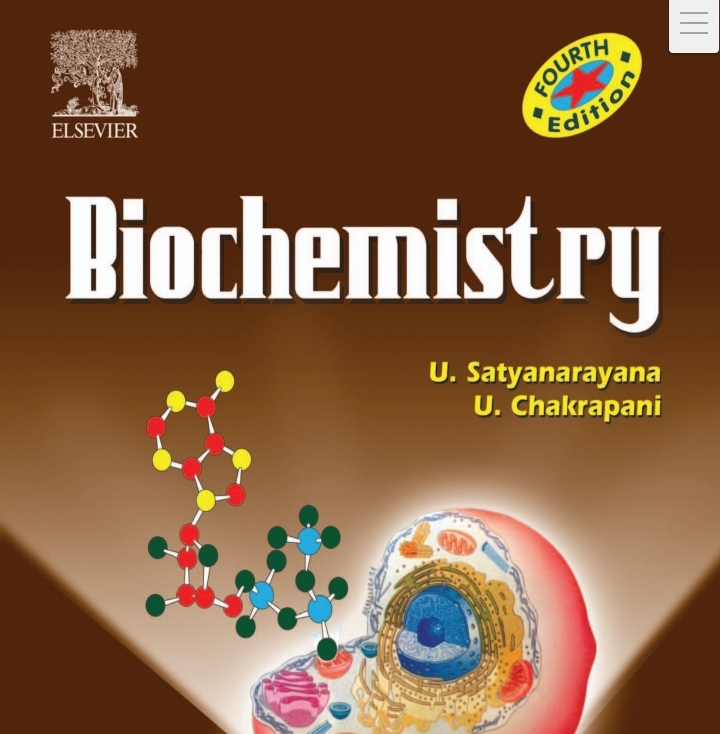 ELSEVIER
FOURTH
Edition
Biochemistry
U. Satyanarayana
U. Chakrapani